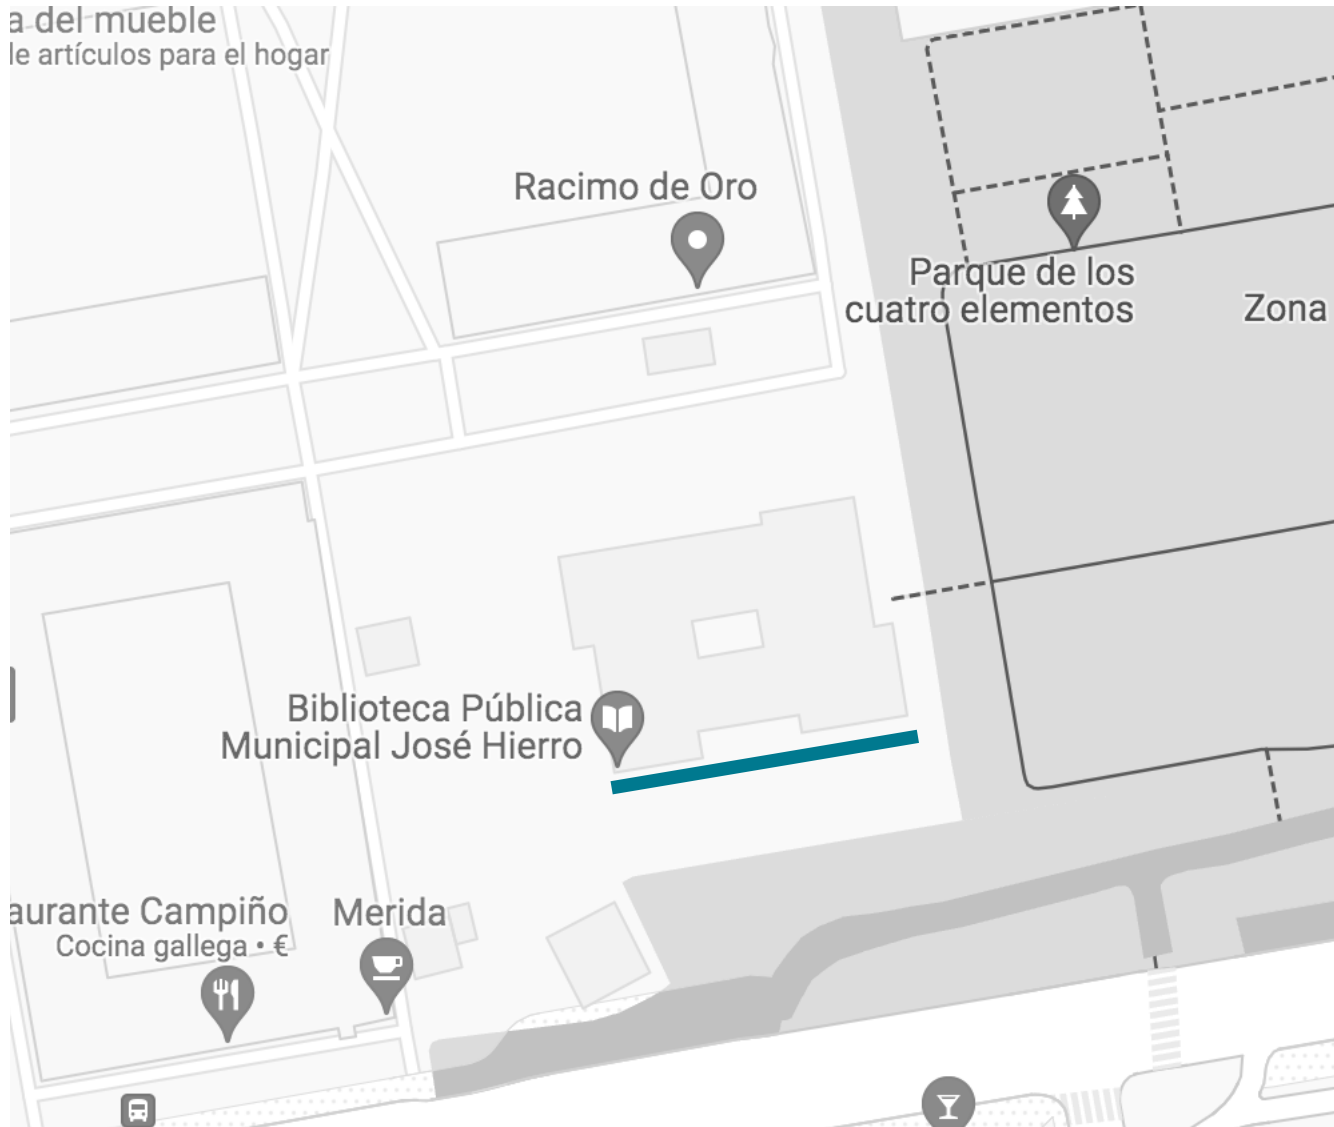 a del mueble
le artículos para el hogar
Racimo de Oro
Parque de los
cuatro elementos
Zona
Biblioteca Pública
Municipal José Hierro
aurante Campiño
Cocina gallega • €
Merida